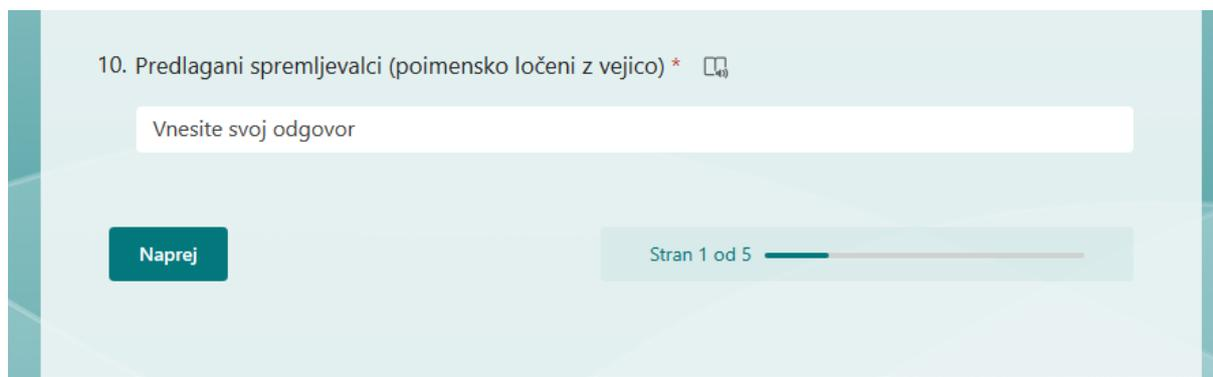 10. Predlagani spremljevalci (poimensko ločeni z vejico) *
Vnesite svoj odgovor
Naprej
Stran 1 od 5